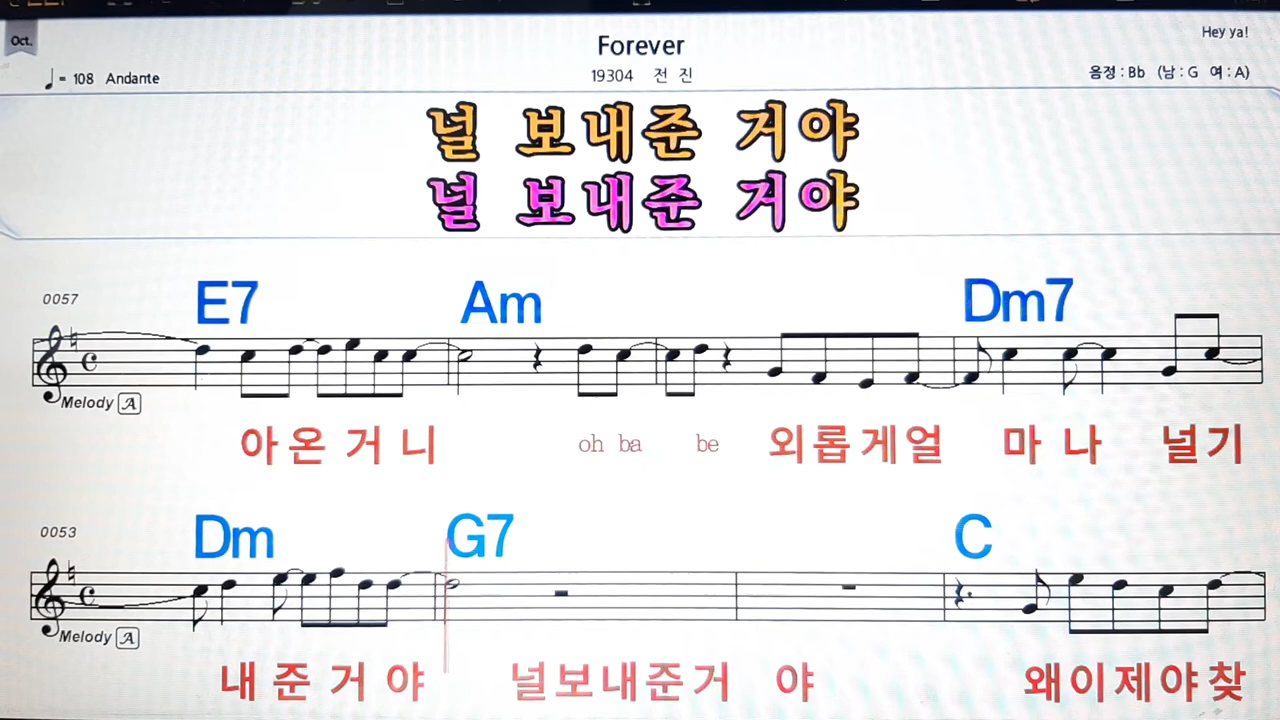 Oct.
Forever
Hey ya!
♩= 108 Andante
19304 전 진
음정 : Bb (남 : G 여 : A)
널 보내준 거야
널 보내준 거야
0057
E7 Am Dm7
Melody A
아 온 거 니 oh ba be 외롭게얼 마 나 널기
0053
Dm G7 C
Melody A
내 준 거 야 널보내준거 야 왜이제야찾